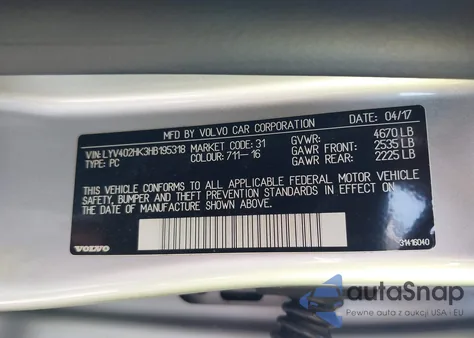 MFD BY VOLVO CAR CORPORATION DATE: 04/17
VIN: LYV402HK3HB195318 MARKET: 31 GVWR: 4670 LB
TYPE: PC COLOUR: 711- 16 GAWR FRONT: 2535 LB
GAWR REAR: 2225 LB
THIS VEHICLE CONFORMS TO ALL APPLICABLE FEDERAL MOTOR VEHICLE
SAFETY, BUMPER AND THEFT PREVENTION STANDARDS IN EFFECT ON
THE DATE OF MANUFACTURE SHOWN ABOVE.
VOLVO 31416040
autoSnap
Pewne auta z aukcji USA i EU